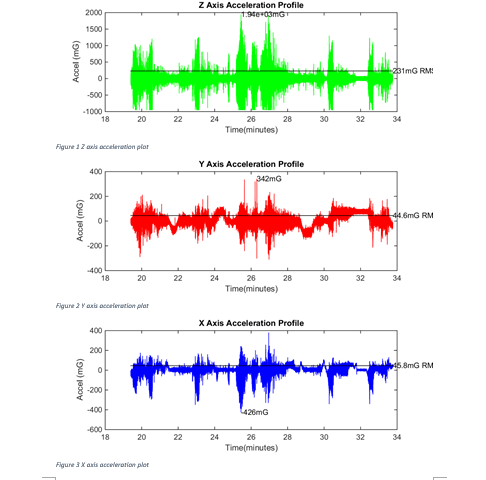 Z Axis Acceleration Profile
1.94e+03mG
2000
1500
1000
500
0
-500
-1000
Accel (mG)
231mG RMS
18 20 22 24 26 28 30 32 34
Time(minutes)
Figure 1 Z axis acceleration plot
Y Axis Acceleration Profile
342mG
400
200
0
-200
-400
Accel (mG)
44.6mG RM
18 20 22 24 26 28 30 32 34
Time(minutes)
Figure 2 Y axis acceleration plot
X Axis Acceleration Profile
400
200
0
-200
-400
-600
Accel (mG)
45.8mG RM
-426mG
18 20 22 24 26 28 30 32 34
Time(minutes)
Figure 3 X axis acceleration plot